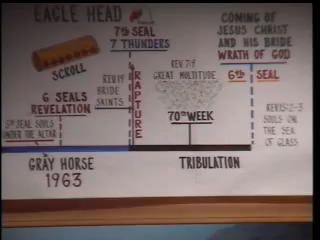 EAGLE HEAD
7th SEAL
7 THUNDERS
COMING OF
JESUS CHRIST
AND HIS BRIDE
WRATH OF GOD
SCROLL
REV 19
BRIDE
SAINTS
RAPTURE
REV 7:9
GREAT MULTITUDE
6th SEAL
6 SEALS
REVELATION
70th WEEK
REV 15-2-3
SOULS ON
THE SEA
OF GLASS
5th SEAL SOULS
UNDER THE ALTAR
GRAY HORSE
1963
TRIBULATION